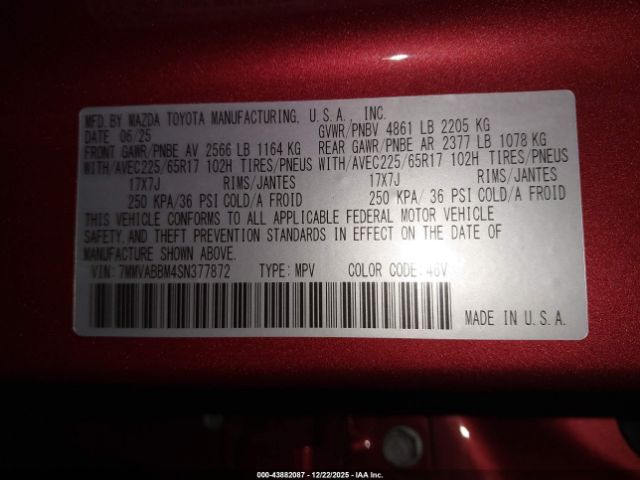 MFD. BY MAZDA TOYOTA MANUFACTURING, U.S.A., INC.
DATE 06/25 GVWR/PNBV 4861 LB 2205 KG
FRONT GAWR/PNBE AV 2566 LB 1164 KG REAR GAWR/PNBE AR 2377 LB 1078 KG
WITH/AVEC225/65R17 102H TIRES/PNEUS WITH/AVEC225/65R17 102H TIRES/PNEUS
17X7J RIMS/JANTES 17X7J RIMS/JANTES
250 KPA/36 PSI COLD/A FROID 250 KPA/ 36 PSI COLD/A FROID
THIS VEHICLE CONFORMS TO ALL APPLICABLE FEDERAL MOTOR VEHICLE
SAFETY,AND THEFT PREVENTION STANDARDS IN EFFECT ON THE DATE OF
MANUFACTURE SHOWN ABOVE.
VIN:7MMVABBM4SN377872 TYPE:MPV COLOR CODE:46V
MADE IN U.S.A.
000-43882087 - 12/22/2025 - IAA Inc.